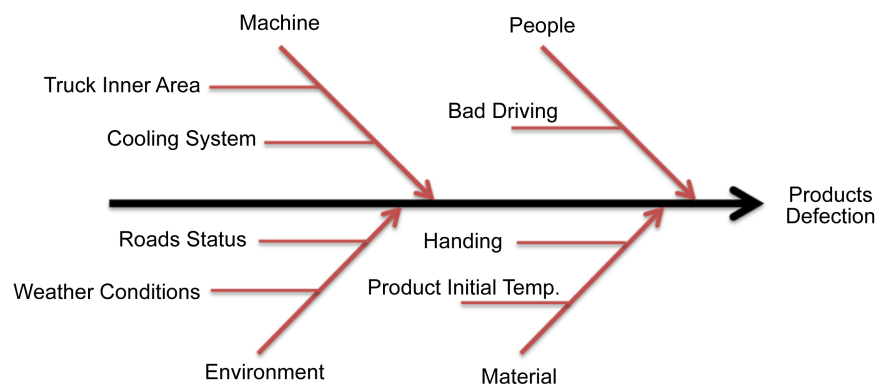 Machine
People
Truck Inner Area
Bad Driving
Cooling System
Products
Defection
Roads Status
Handing
Weather Conditions
Product Initial Temp.
Environment
Material